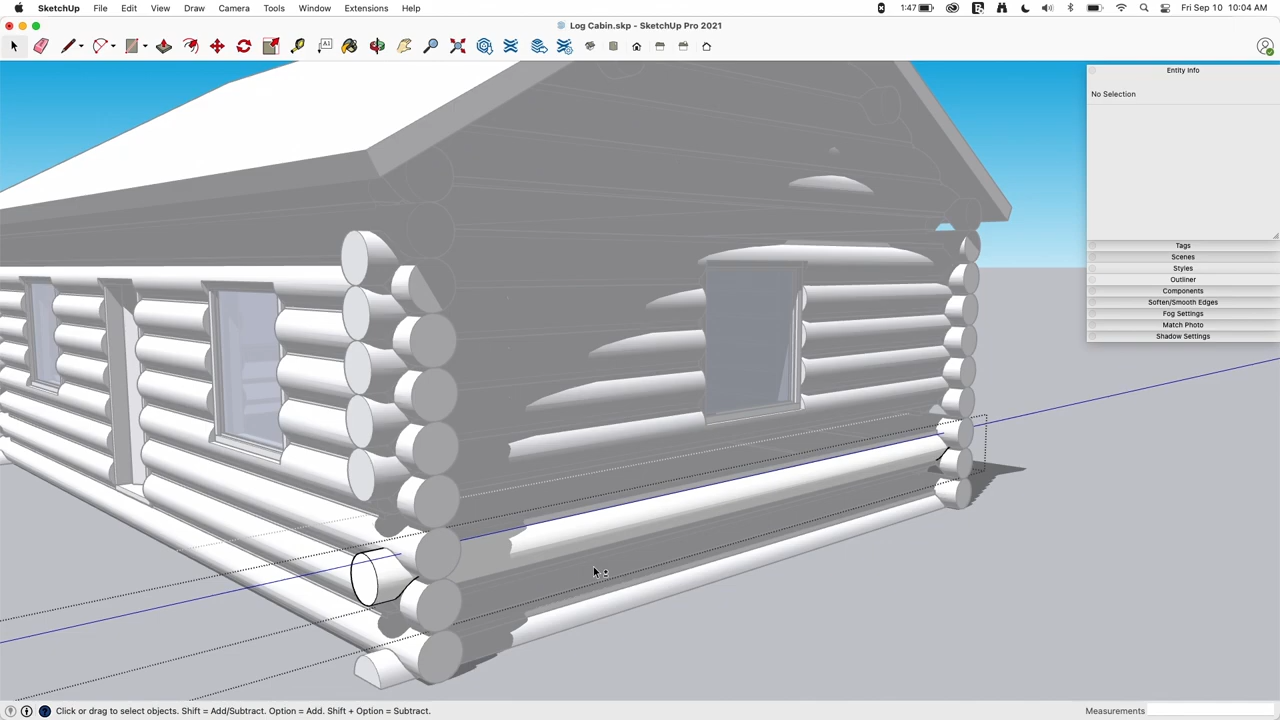 SketchUp File Edit View Draw Camera Tools Window Extensions Help
1:47
Fri Sep 10 10:04 AM
Log Cabin.skp - SketchUp Pro 2021
Entity Info
No Selection
Tags
Scenes
Styles
Outliner
Components
Soften/Smooth Edges
Fog Settings
Match Photo
Shadow Settings
Click or drag to select objects. Shift = Add/Subtract. Option = Add. Shift + Option = Subtract.
Measurements